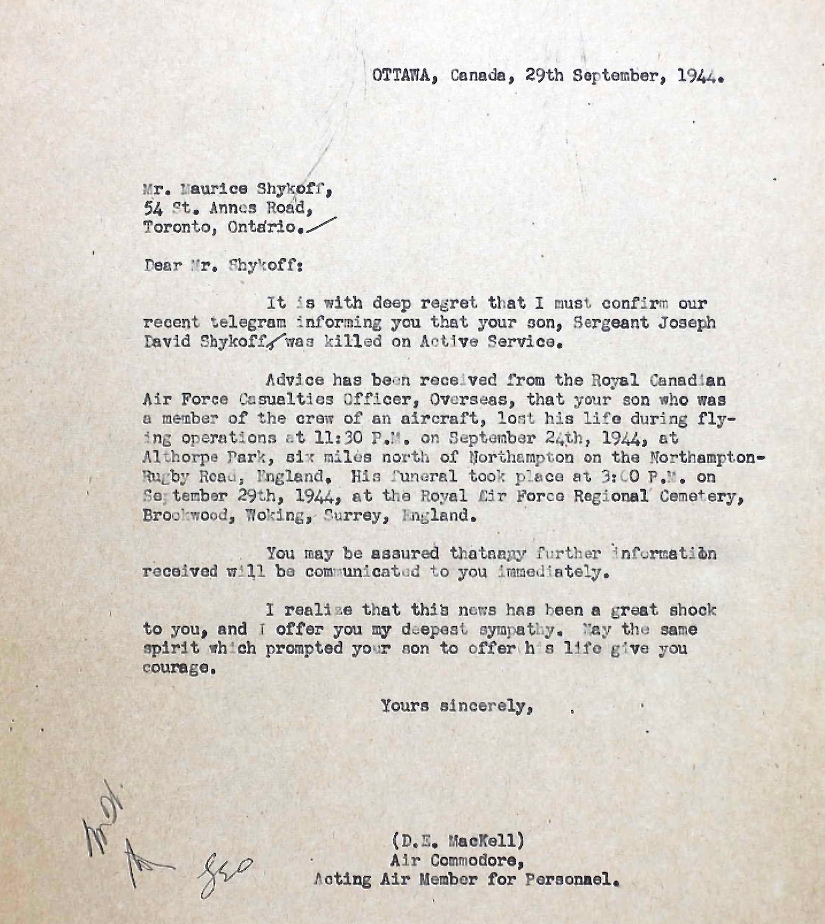 OTTAWA, Canada, 29th September, 1944.
Mr. Maurice Shykoff,
54 St. Annes Road,
Toronto, Ontario.
Dear Mr. Shykoff:
It is with deep regret that I must confirm our
recent telegram informing you that your son, Sergeant Joseph
David Shykoff, was killed on Active Service.
Advice has been received from the Royal Canadian
Air Force Casualties Officer, Overseas, that your son who was
a member of the crew of an aircraft, lost his life during fly-
ing operations at 11:30 P.M. on September 24th, 1944, at
Althorpe Park, six miles north of Northampton on the Northampton-
Rugby Road, England. His funeral took place at 3:00 P.M. on
September 29th, 1944, at the Royal Air Force Regional Cemetery,
Brookwood, Woking, Surrey, England.
You may be assured thataany further information
received will be communicated to you immediately.
I realize that this news has been a great shock
to you, and I offer you my deepest sympathy. May the same
spirit which prompted your son to offer his life give you
courage.
Yours sincerely,
(D.E. MacKell)
Air Commodore,
Acting Air Member for Personnel.